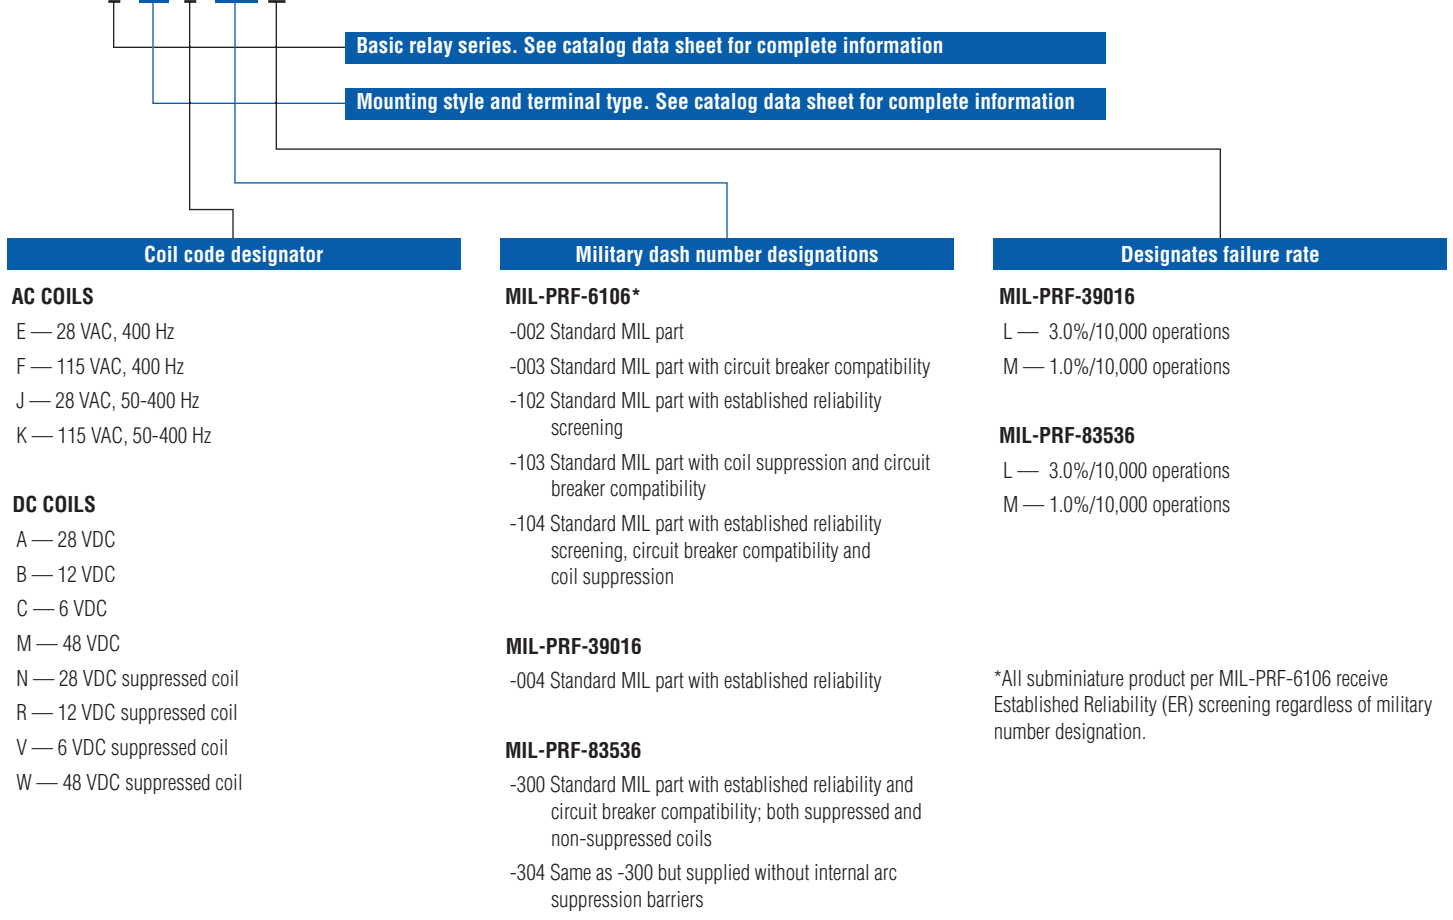 Basic relay series. See catalog data sheet for complete information
Mounting style and terminal type. See catalog data sheet for complete information
Coil code designator
AC COILS
E — 28 VAC, 400 Hz
F — 115 VAC, 400 Hz
J — 28 VAC, 50-400 Hz
K — 115 VAC, 50-400 Hz
DC COILS
A — 28 VDC
B — 12 VDC
C — 6 VDC
M — 48 VDC
N — 28 VDC suppressed coil
R — 12 VDC suppressed coil
V — 6 VDC suppressed coil
W — 48 VDC suppressed coil
Military dash number designations
MIL-PRF-6106*
-002 Standard MIL part
-003 Standard MIL part with circuit breaker compatibility
-102 Standard MIL part with established reliability
screening
-103 Standard MIL part with coil suppression and circuit
breaker compatibility
-104 Standard MIL part with established reliability
screening, circuit breaker compatibility and
coil suppression
MIL-PRF-39016
-004 Standard MIL part with established reliability
MIL-PRF-83536
-300 Standard MIL part with established reliability and
circuit breaker compatibility; both suppressed and
non-suppressed coils
-304 Same as -300 but supplied without internal arc
suppression barriers
Designates failure rate
MIL-PRF-39016
L — 3.0%/10,000 operations
M — 1.0%/10,000 operations
MIL-PRF-83536
L — 3.0%/10,000 operations
M — 1.0%/10,000 operations
*All subminiature product per MIL-PRF-6106 receive
Established Reliability (ER) screening regardless of military
number designation.